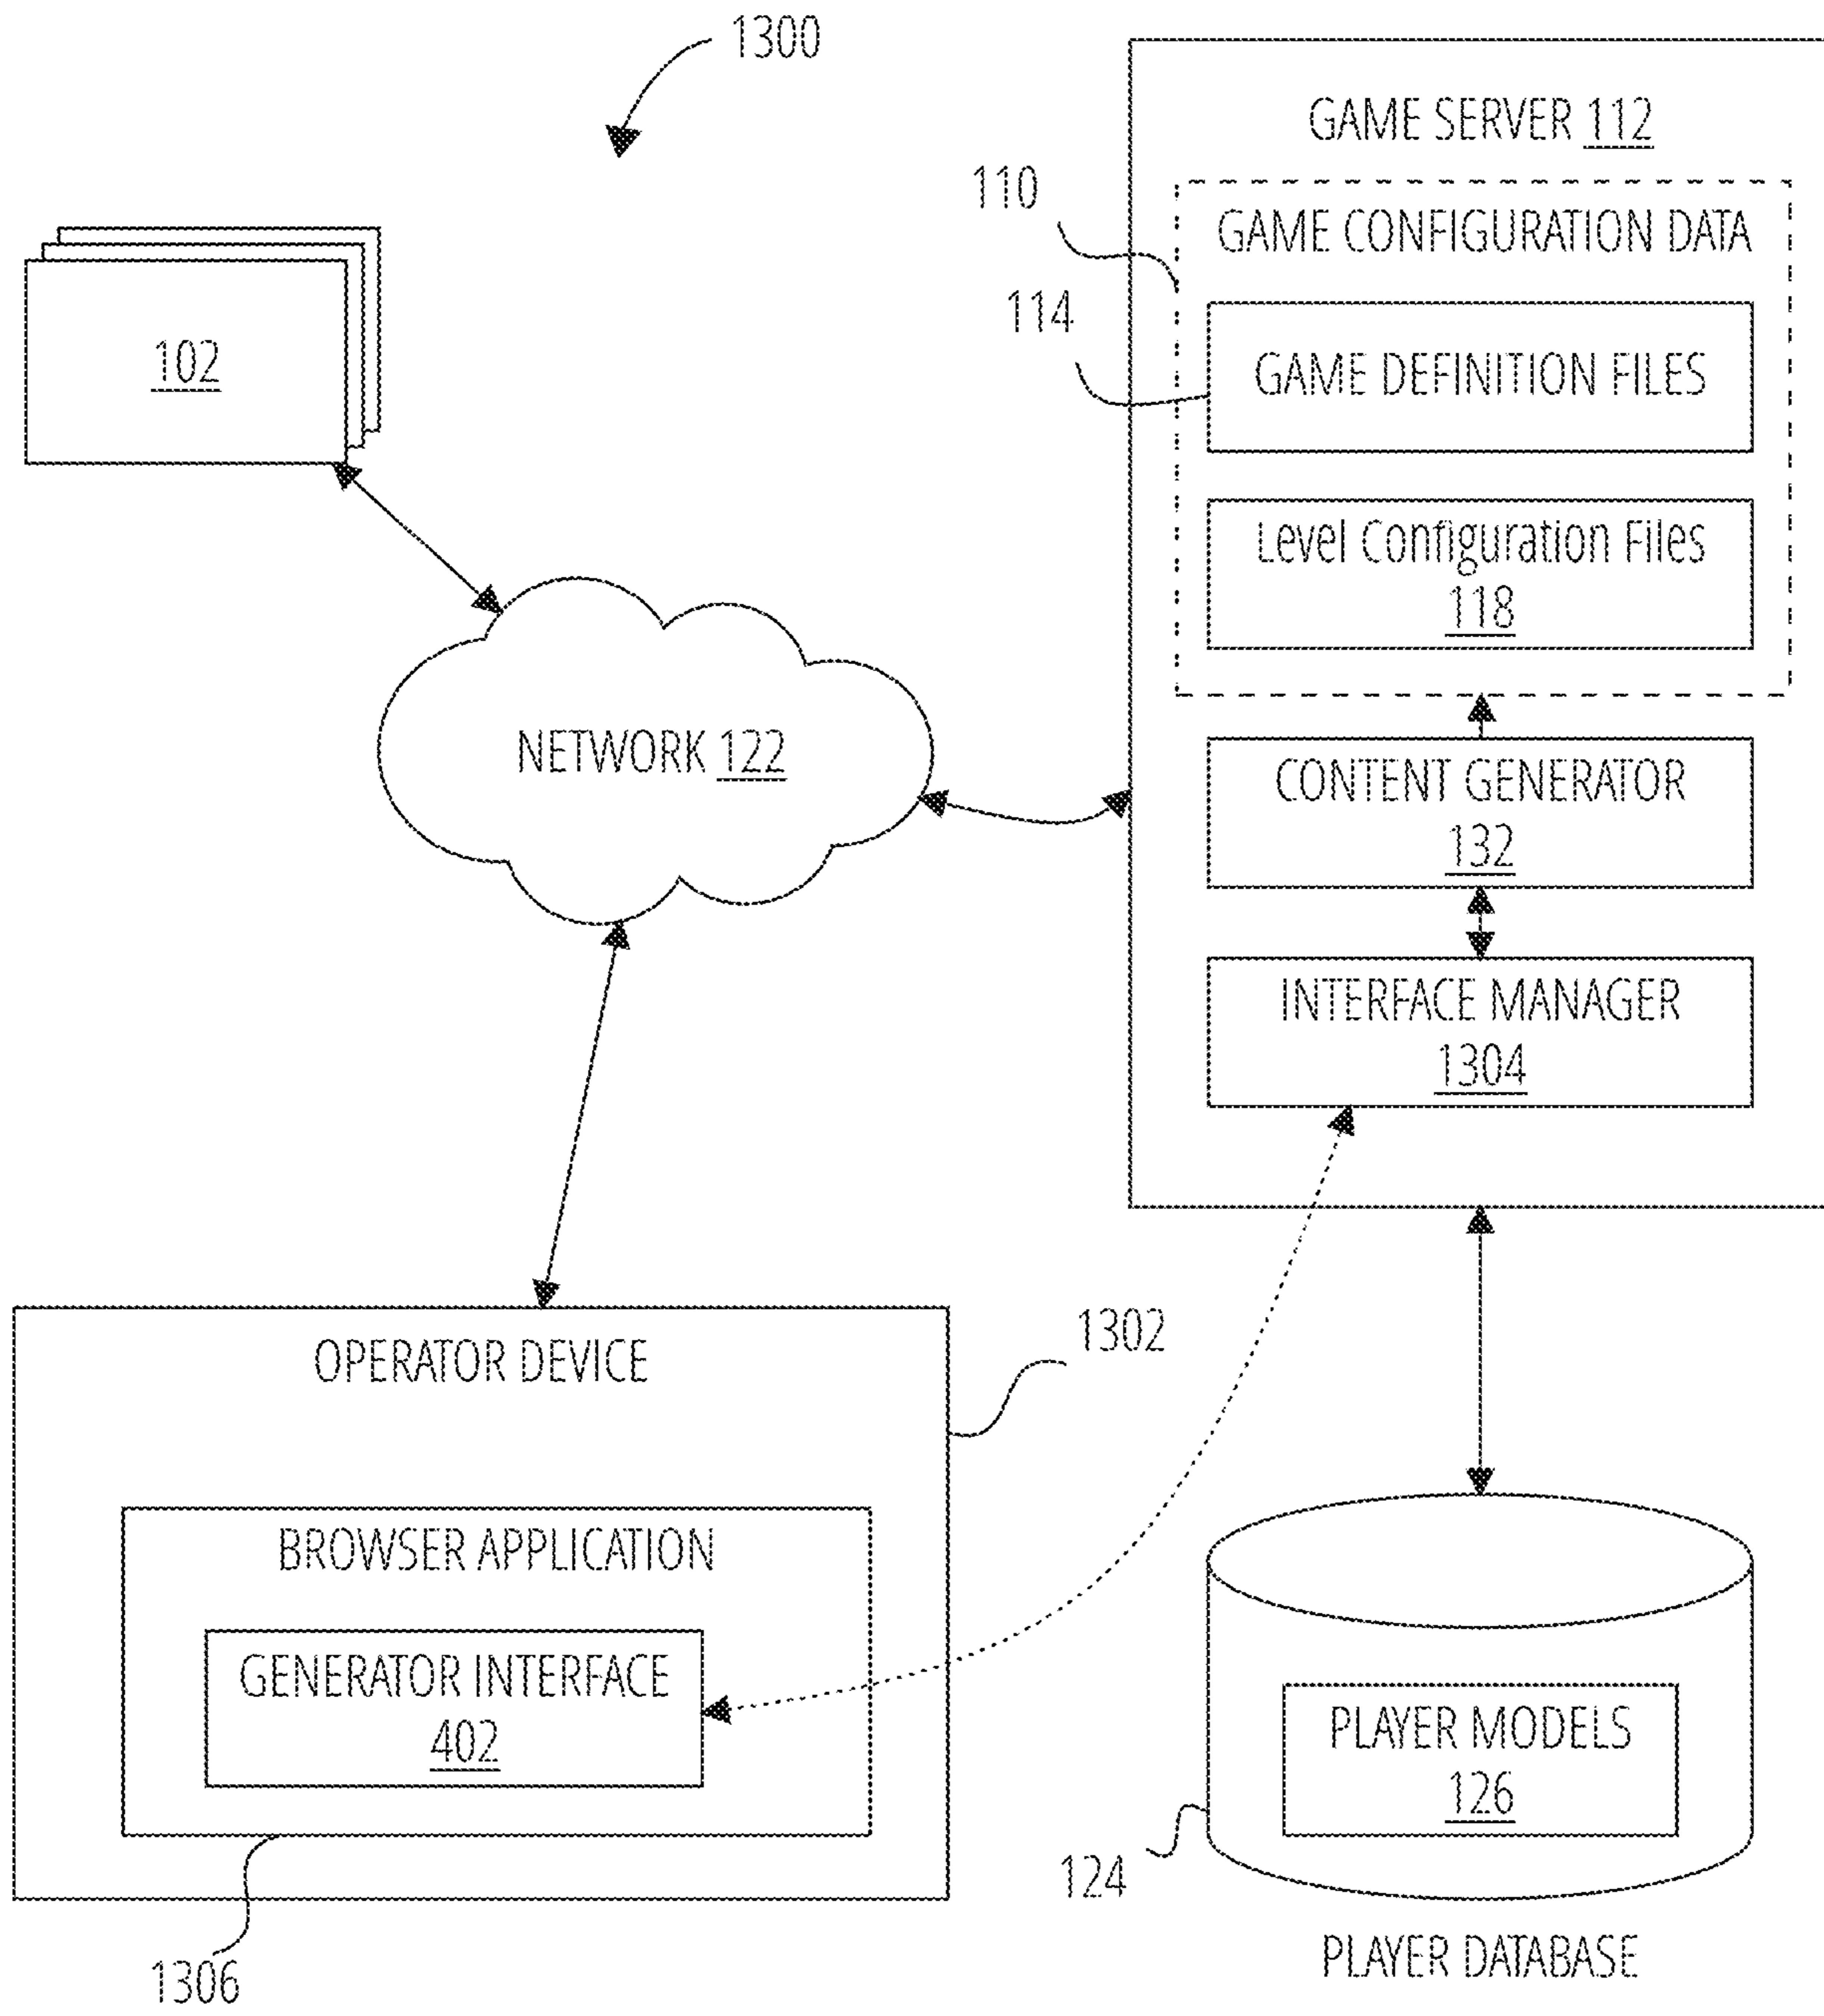 1300
GAME SERVER 112
110
GAME CONFIGURATION DATA
114
GAME DEFINITION FILES
102
Level Configuration Files
118
NETWORK 122
CONTENT GENERATOR
132
INTERFACE MANAGER
1304
1302
OPERATOR DEVICE
BROWSER APPLICATION
GENERATOR INTERFACE
402
PLAYER MODELS
126
124
1306
PLAYER DATABASE